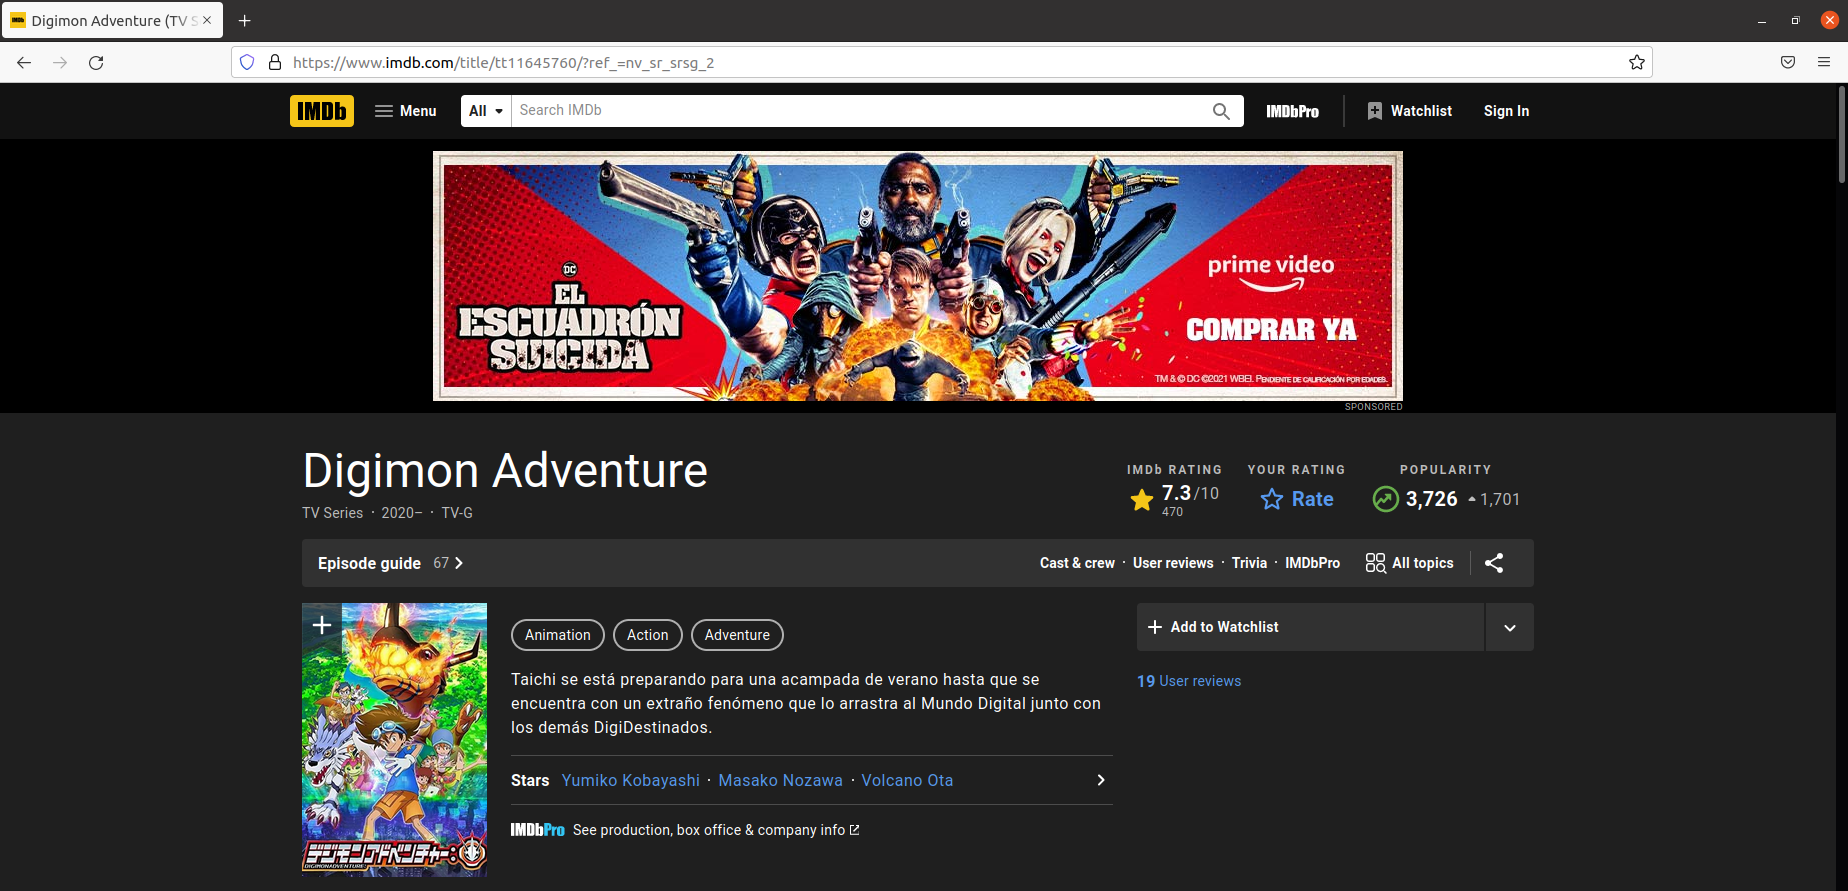 IMDb Digimon Adventure (TV S
https://www.imdb.com/title/tt11645760/?ref_=nv_sr_srsg_2
IMDb Menu All Search IMDb IMDbPro Watchlist Sign In
DC
EL
ESCUADRÓN
SUICIDA
prime video
COMPRAR YA
TM & © DC ©2021 WBEI. PENDIENTE DE CALIFICACIÓN POR EDADES.
SPONSORED
Digimon Adventure
TV Series · 2020– · TV-G
IMDb RATING
7.3/10
470
YOUR RATING
Rate
POPULARITY
3,726 1,701
Episode guide 67
Cast & crew · User reviews · Trivia · IMDbPro All topics
デジモンアドベンチャー:
DIGIMONADVENTURE:
Animation Action Adventure
Taichi se está preparando para una acampada de verano hasta que se
encuentra con un extraño fenómeno que lo arrastra al Mundo Digital junto con
los demás DigiDestinados.
Stars Yumiko Kobayashi · Masako Nozawa · Volcano Ota
IMDbPro See production, box office & company info
+ Add to Watchlist
19 User reviews